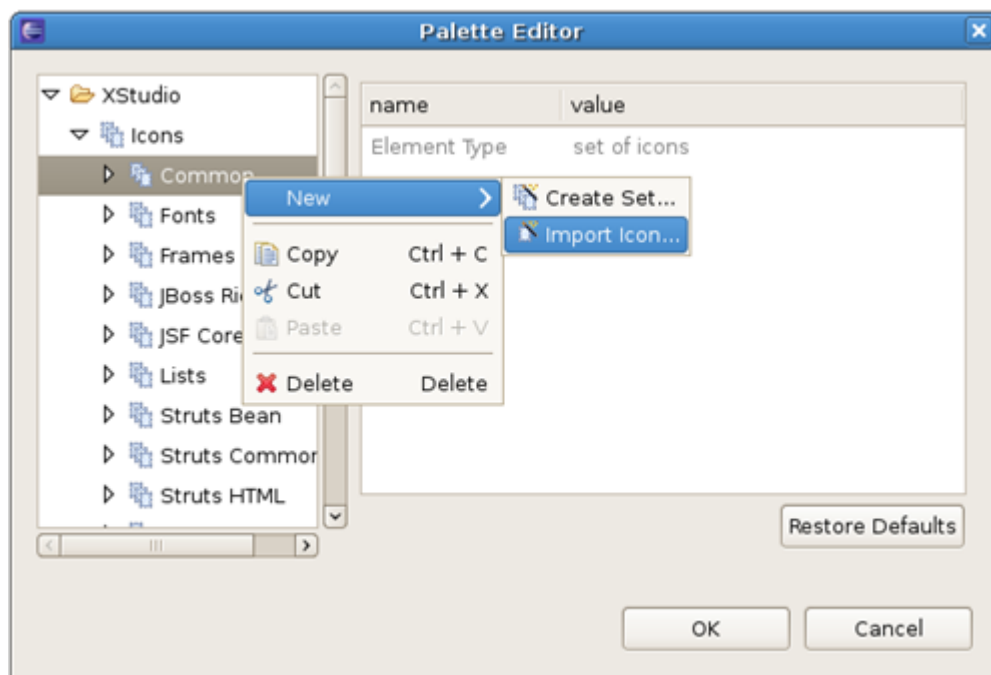 Palette Editor
XStudio
Icons
Common
Fonts
Frames
JBoss Ri
JSF Core
Lists
Struts Bean
Struts Common
Struts HTML
name value
Element Type set of icons
New
Copy Ctrl + C
Cut Ctrl + X
Paste Ctrl + V
Delete Delete
Create Set...
Import Icon...
Restore Defaults
OK Cancel